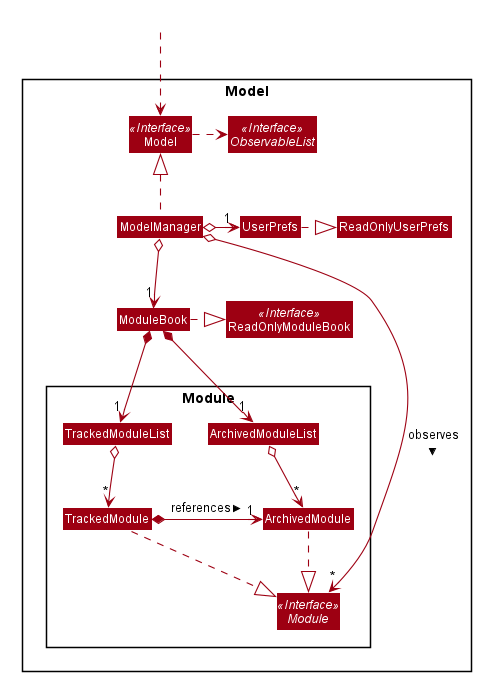 Model
«Interface»
Model
«Interface»
ObservableList
ModelManager
1
UserPrefs
ReadOnlyUserPrefs
1
ModuleBook
«Interface»
ReadOnlyModuleBook
Module
1
1
TrackedModuleList
ArchivedModuleList
observes
▼
*
*
TrackedModule
references ▶
1
ArchivedModule
*
«Interface»
Module